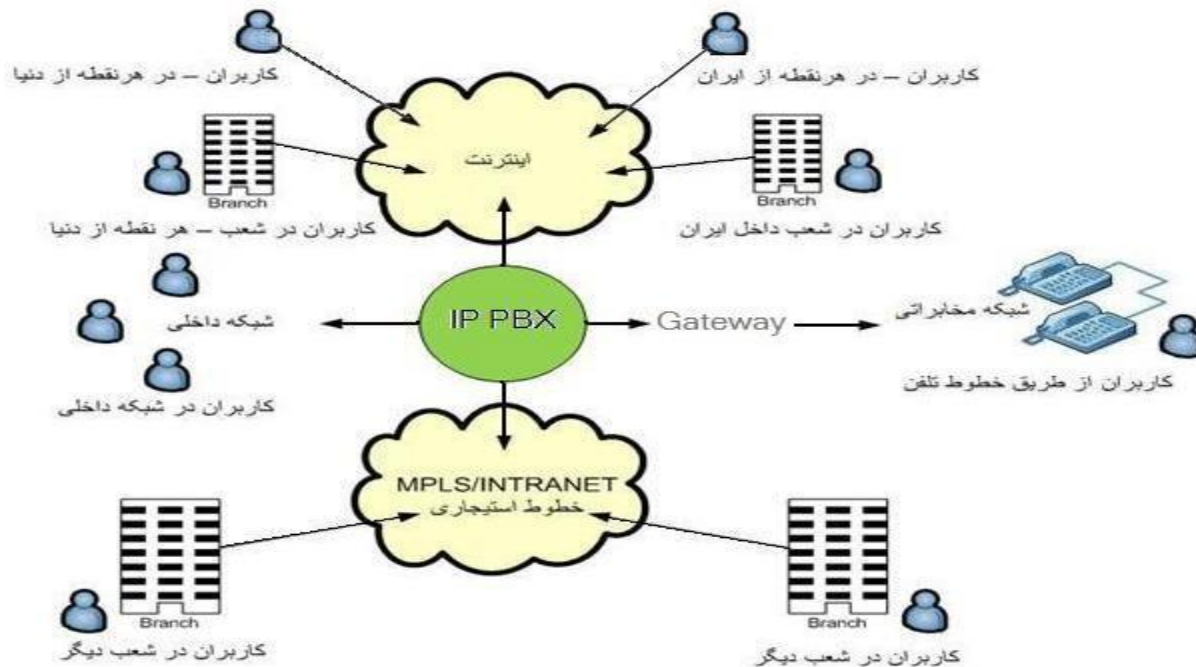 کاربران – در هرنقطه از دنیا
کاربران – در هرنقطه از ایران
اینترنت
Branch
Branch
کاربران در شعب – هر نقطه از دنیا
کاربران در شعب داخل ایران
شبکه داخلی
IP PBX
Gateway
شبکه مخابراتی
کاربران در شبکه داخلی
کاربران از طریق خطوط تلفن
MPLS/INTRANET
خطوط استیجاری
Branch
Branch
کاربران در شعب دیگر
کاربران در شعب دیگر